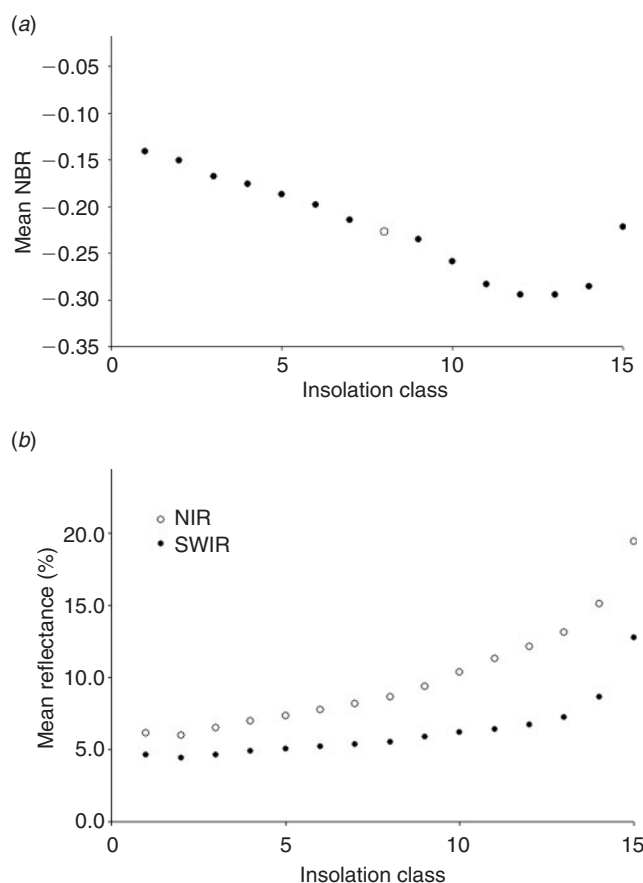 (a)
−0.05
−0.10
−0.15
−0.20
−0.25
−0.30
−0.35
Mean NBR
0
5
10
15
Insolation class
(b)
NIR
SWIR
20.0
15.0
10.0
5.0
0.0
Mean reflectance (%)
0
5
10
15
Insolation class